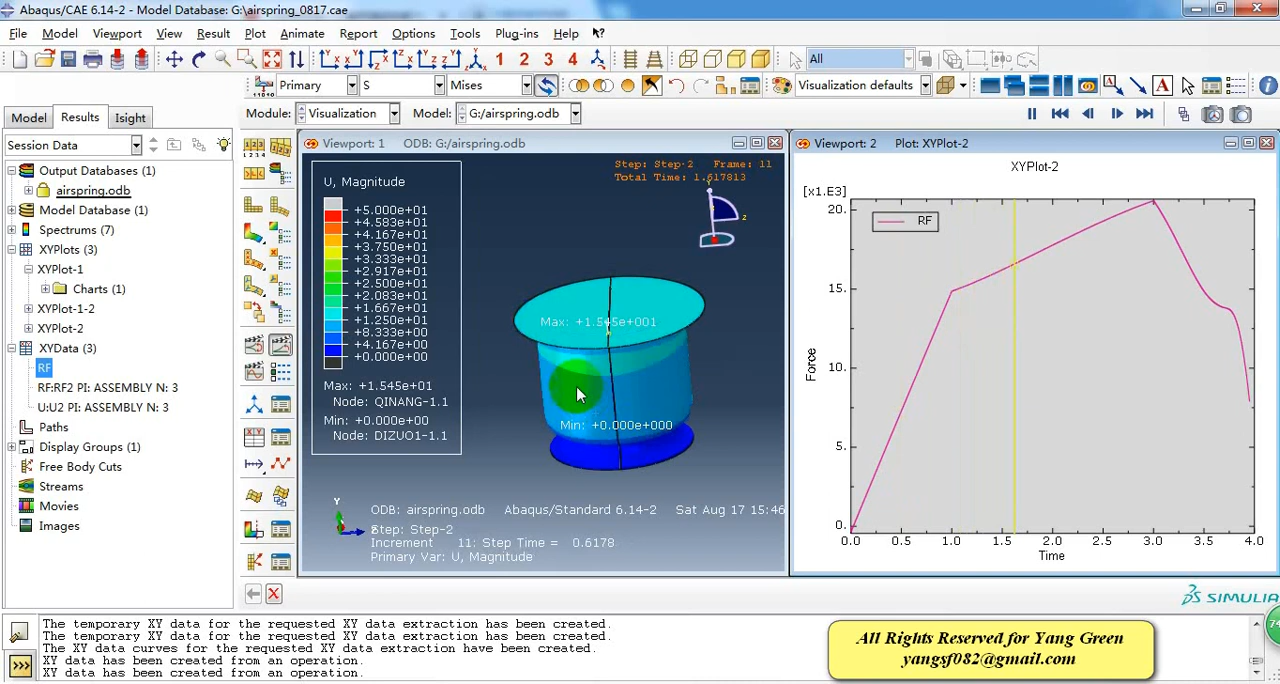 Abaqus/CAE 6.14-2 - Model Database: G:\airspring_0817.cae
File Model Viewport View Result Plot Animate Report Options Tools Plug-ins Help
1 2 3 4 All
Primary S Mises Visualization defaults
Model Results Isight Module: Visualization Model: G:/airspring.odb
Session Data
Output Databases (1)
airspring.odb
Model Database (1)
Spectrums (7)
XYPlots (3)
XYPlot-1
Charts (1)
XYPlot-1-2
XYPlot-2
XYData (3)
RF
RF:RF2 PI: ASSEMBLY N: 3
U:U2 PI: ASSEMBLY N: 3
Paths
Display Groups (1)
Free Body Cuts
Streams
Movies
Images
Viewport: 1 ODB: G:/airspring.odb
Step: Step-2 Frame: 11
Total Time: 1.617813
U, Magnitude
+5.000e+01
+4.583e+01
+4.167e+01
+3.750e+01
+2.917e+01
+2.500e+01
+2.083e+01
+1.667e+01
+1.250e+01
+8.333e+00
+4.167e+00
+0.000e+00
Max: +1.545e+01
Node: QINANG-1.1
Min: +0.000e+00
Node: DIZUO1-1.1
Z
Max: +1.545e+001
Min: +0.000e+000
Y
ODB: airspring.odb Abaqus/Standard 6.14-2 Sat Aug 17 15:46
Step: Step-2
Increment 11: Step Time = 0.6178
Primary Var: U, Magnitude
Viewport: 2 Plot: XYPlot-2
XYPlot-2
[x1.E3]
20.
15.
10.
5.
0.
RF
Force
0.0 0.5 1.0 1.5 2.0 2.5 3.0 3.5 4.0
Time
SIMULIA
The temporary XY data for the requested XY data extraction has been created.
The temporary XY data for the requested XY data extraction has been created.
The XY data curves for the requested XY data extraction have been created.
XY data has been created from an operation.
XY data has been created from an operation.
All Rights Reserved for Yang Green
yangsf082@gmail.com